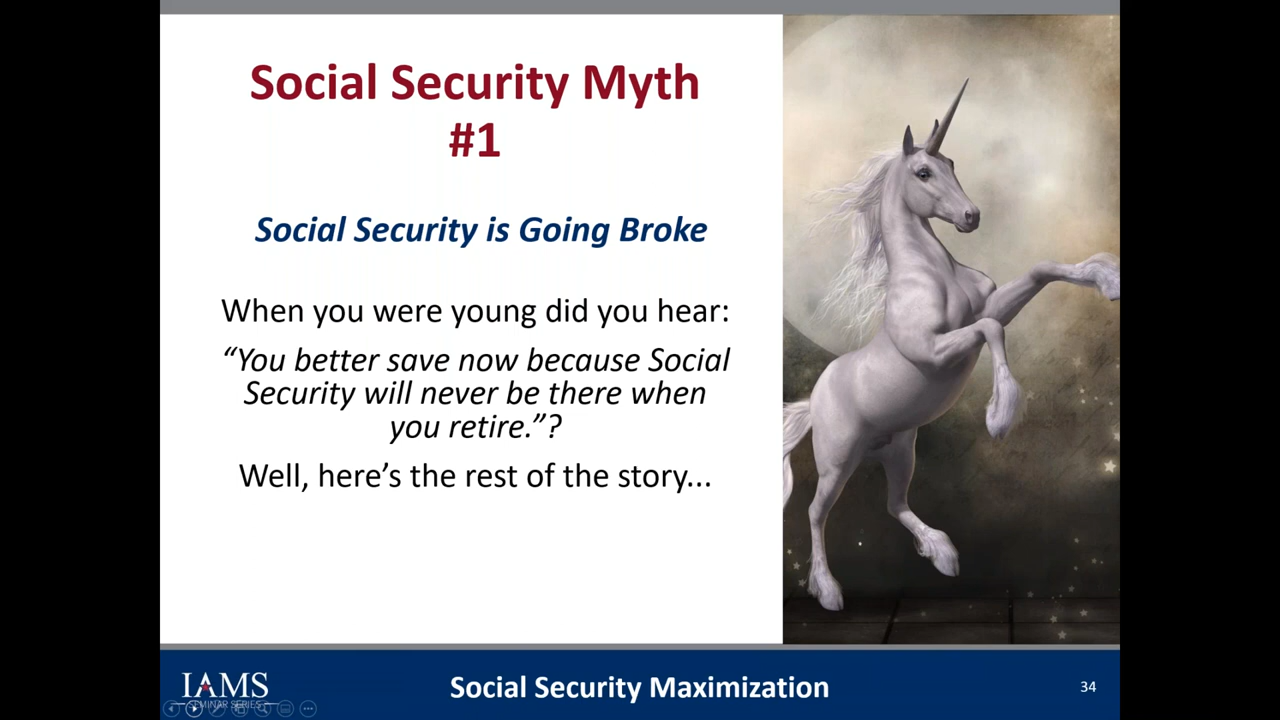 Social Security Myth
#1
Social Security is Going Broke
When you were young did you hear:
“You better save now because Social
Security will never be there when
you retire.”?
Well, here’s the rest of the story...
IAMS
SEMINAR SERIES
Social Security Maximization
34